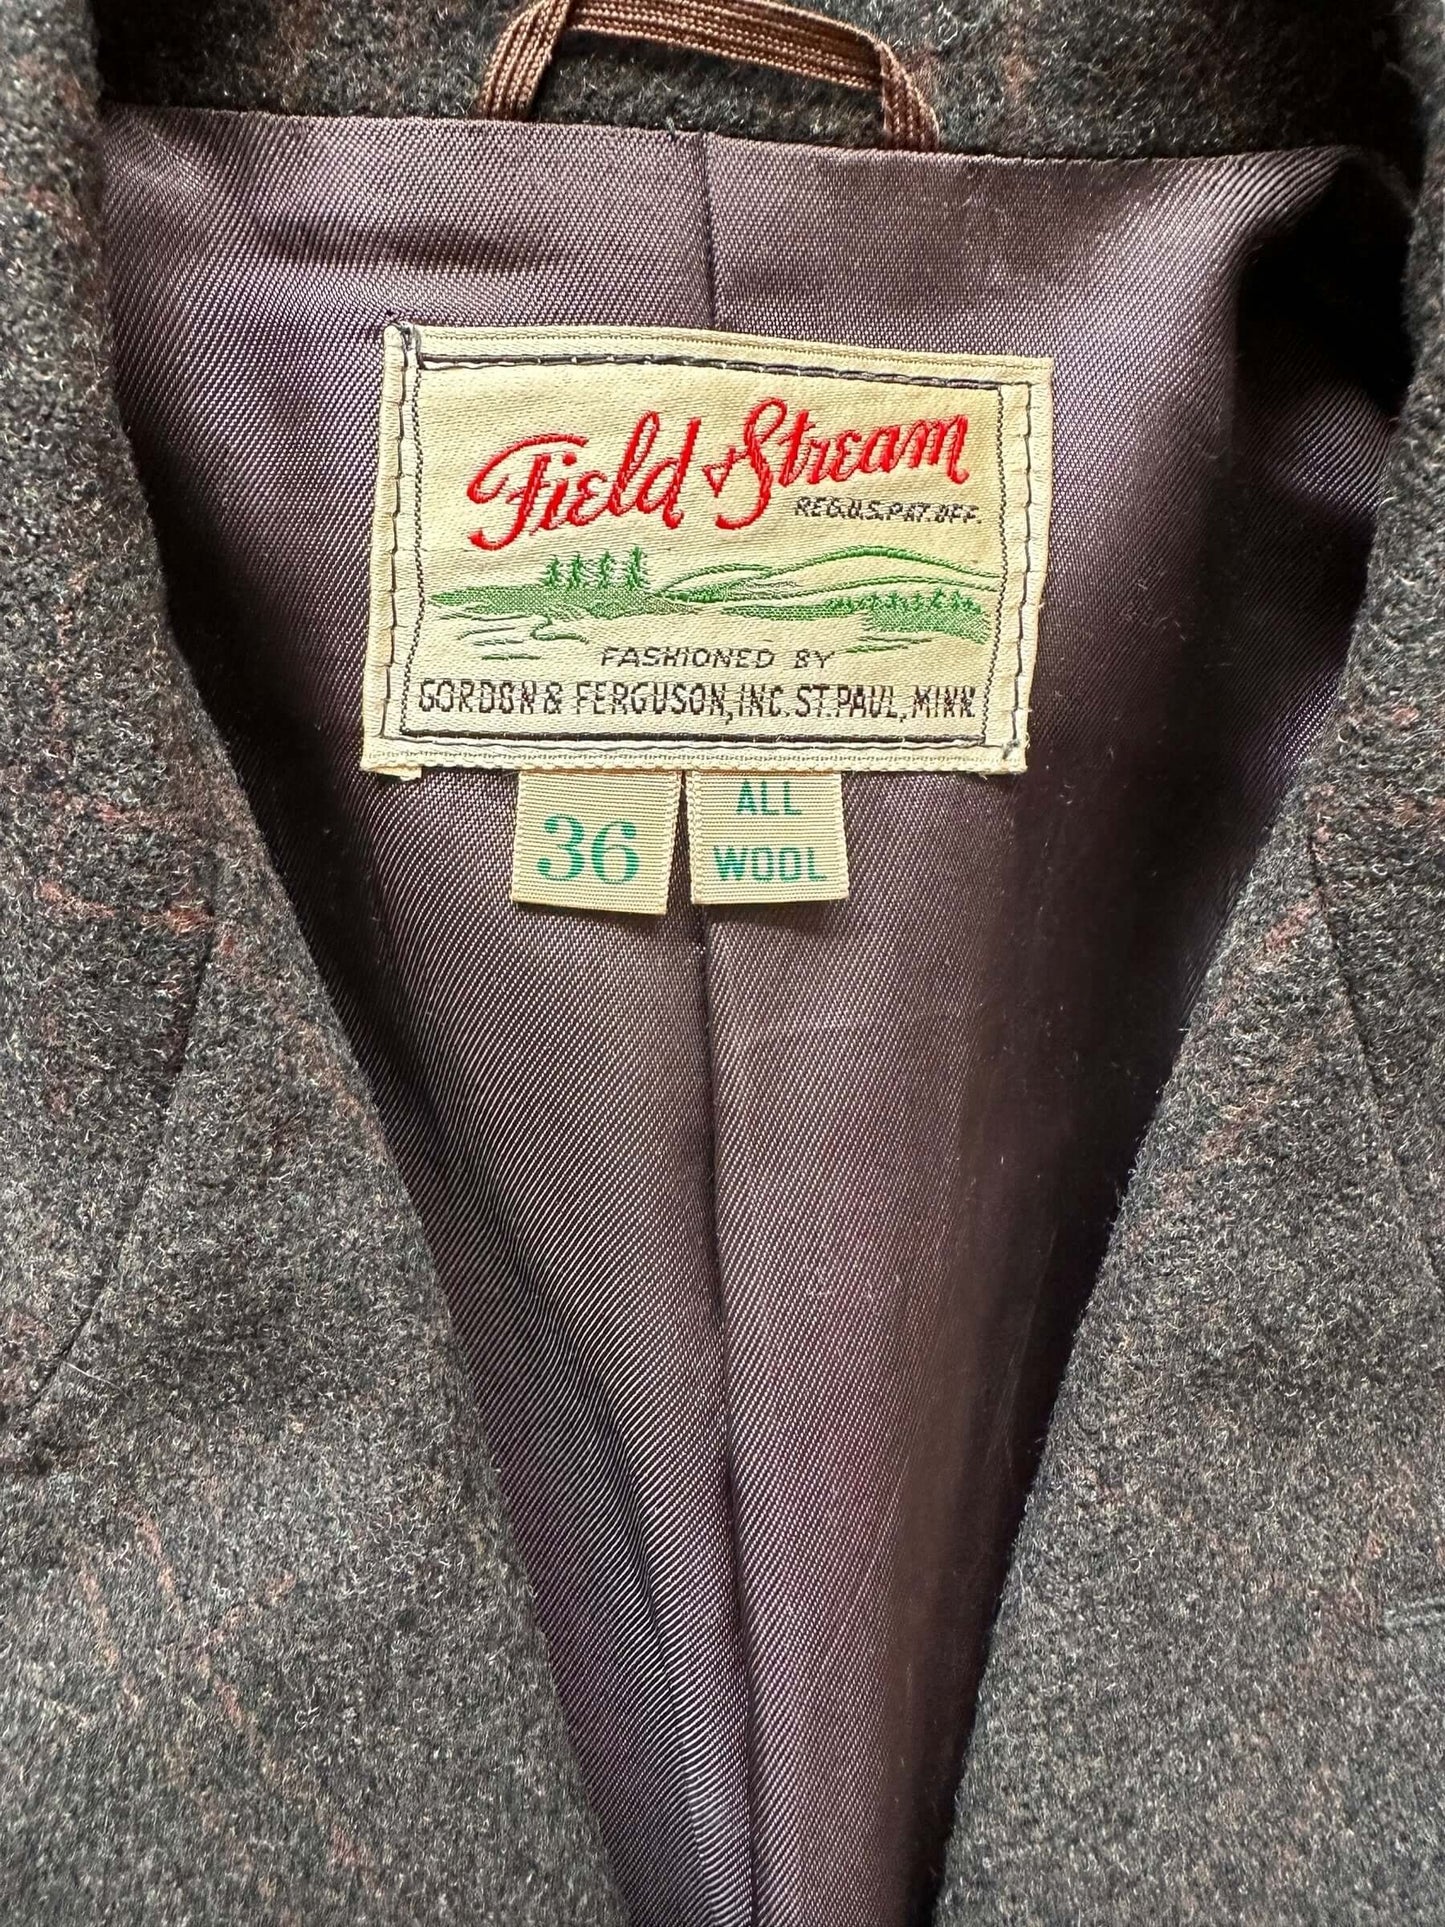 Field & Stream
REG.U.S.PAT.OFF.
FASHIONED BY
GORDON & FERGUSON, INC. ST. PAUL, MINN.
36
ALL
WOOL